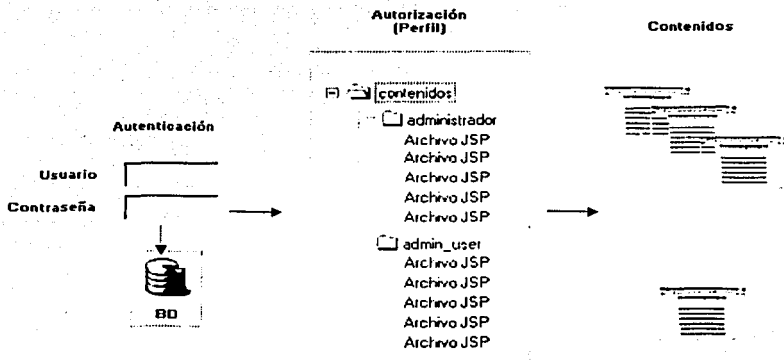 Autenticación
Usuario
Contraseña
BD
Autorización
(Perfil)
contenidos
administrador
Archivo JSP
Archivo JSP
Archivo JSP
Archivo JSP
Archivo JSP
admin_user
Archivo JSP
Archivo JSP
Archivo JSP
Archivo JSP
Archivo JSP
Contenidos